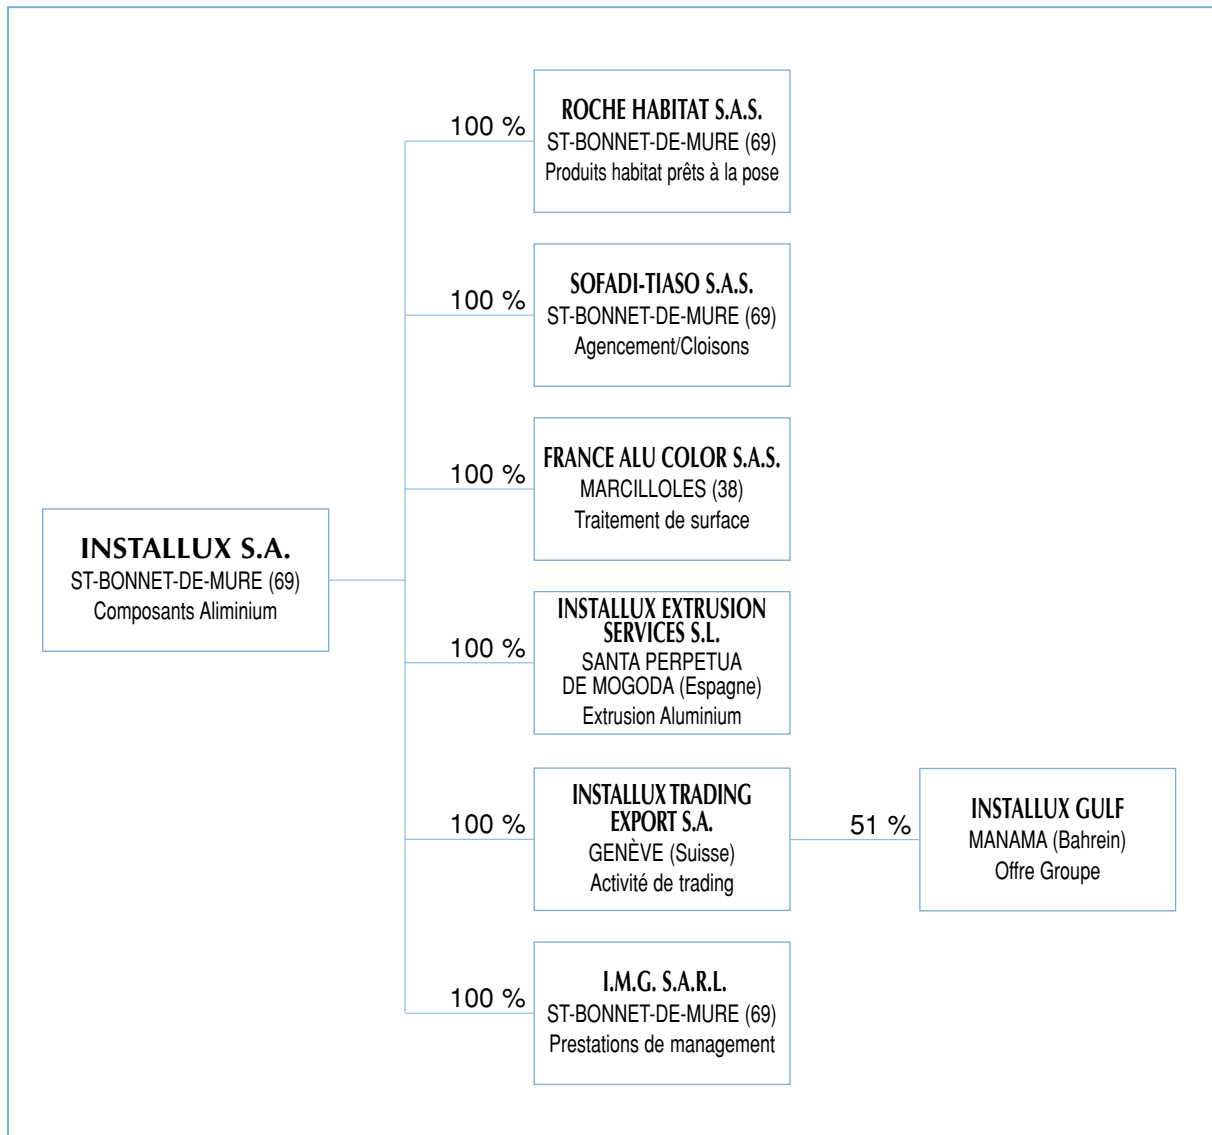 100 %
ROCHE HABITAT S.A.S.
ST-BONNET-DE-MURE (69)
Produits habitat prêts à la pose
100 %
SOFADI-TIASO S.A.S.
ST-BONNET-DE-MURE (69)
Agencement/Cloisons
100 %
FRANCE ALU COLOR S.A.S.
MARCILLOLES (38)
Traitement de surface
INSTALLUX S.A.
ST-BONNET-DE-MURE (69)
Composants Aliminium
100 %
INSTALLUX EXTRUSION
SERVICES S.L.
SANTA PERPETUA
DE MOGODA (Espagne)
Extrusion Aluminium
100 %
INSTALLUX TRADING
EXPORT S.A.
GENÈVE (Suisse)
Activité de trading
51 %
INSTALLUX GULF
MANAMA (Bahrein)
Offre Groupe
100 %
I.M.G. S.A.R.L.
ST-BONNET-DE-MURE (69)
Prestations de management